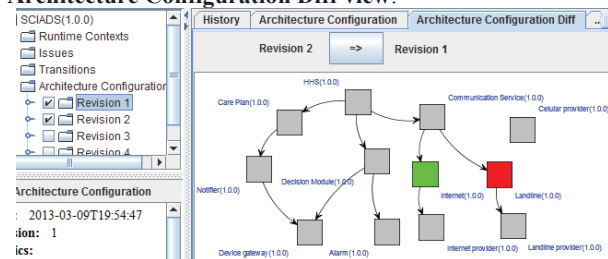 Architecture Configuration Diff view.
SCIADS(1.0.0)
Runtime Contexts
Issues
Transitions
Architecture Configuration
Revision 1
Revision 2
Revision 3
Revision 4
Architecture Configuration
: 2013-03-09T19:54:47
sion: 1
ics:
History Architecture Configuration Architecture Configuration Diff ..
Revision 2 => Revision 1
HHS(1.0.0)
Care Plan(1.0.0)
Communication Service(1.0.0)
Celular provider(1.0.0)
Notifier(1.0.0)
Decision Module(1.0.0)
Internet(1.0.0)
Landline(1.0.0)
Device gateway(1.0.0)
Alarm(1.0.0)
Internet provider(1.0.0)
Landline provider(1.0.0)